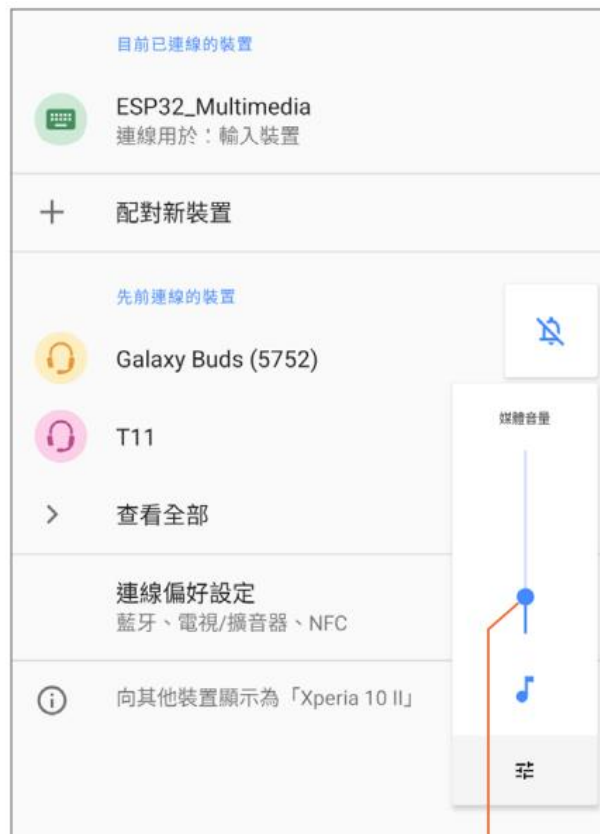 目前已連線的裝置
ESP32_Multimedia
連線用於：輸入裝置
配對新裝置
先前連線的裝置
Galaxy Buds (5752)
媒體音量
T11
查看全部
連線偏好設定
藍牙、電視/擴音器、NFC
向其他裝置顯示為「Xperia 10 II」